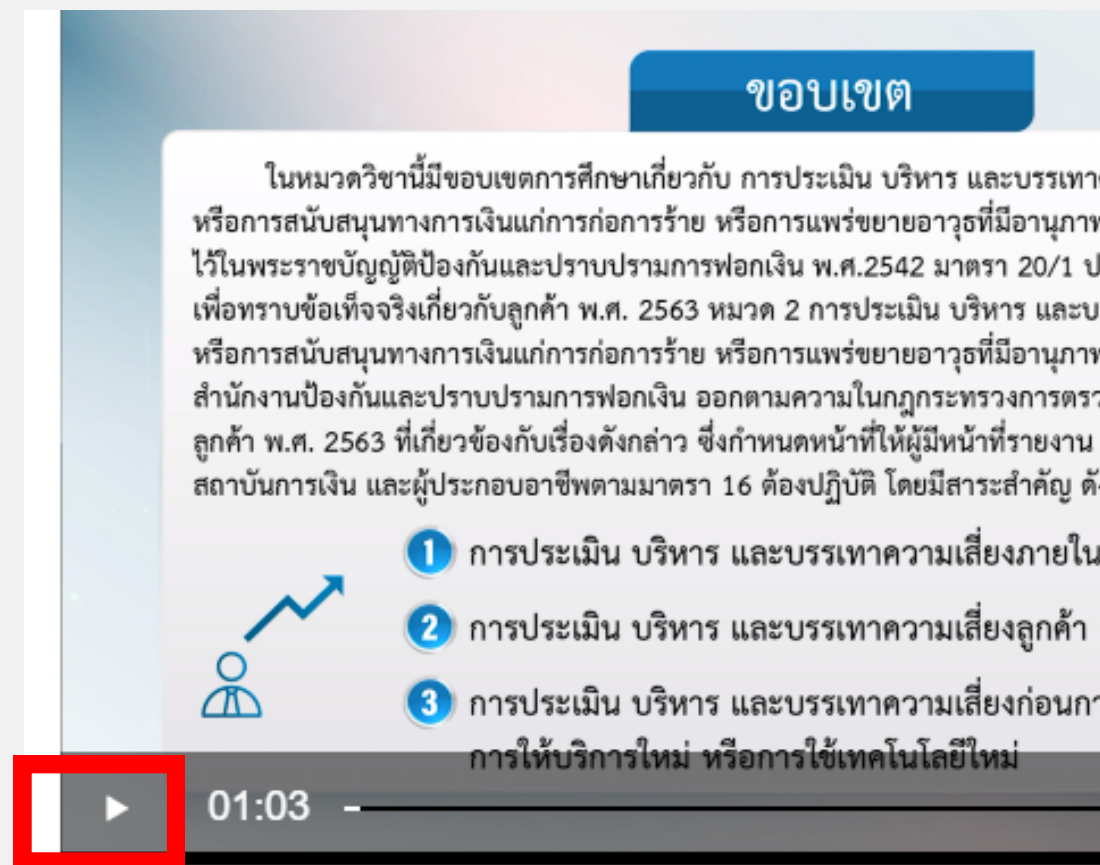 ขอบเขต
ในหมวดวิชานี้มีขอบเขตการศึกษาเกี่ยวกับ การประเมิน บริหาร และบรรเทา
หรือการสนับสนุนทางการเงินแก่การก่อการร้าย หรือการแพร่ขยายอาวุธที่มีอานุภาพ
ไว้ในพระราชบัญญัติป้องกันและปราบปรามการฟอกเงิน พ.ศ.2542 มาตรา 20/1 ป
เพื่อทราบข้อเท็จจริงเกี่ยวกับลูกค้า พ.ศ. 2563 หมวด 2 การประเมิน บริหาร และบ
หรือการสนับสนุนทางการเงินแก่การก่อการร้าย หรือการแพร่ขยายอาวุธที่มีอานุภาพ
สำนักงานป้องกันและปราบปรามการฟอกเงิน ออกตามความในกฎกระทรวงการตรว
ลูกค้า พ.ศ. 2563 ที่เกี่ยวข้องกับเรื่องดังกล่าว ซึ่งกำหนดหน้าที่ให้ผู้มีหน้าที่รายงาน
สถาบันการเงิน และผู้ประกอบอาชีพตามมาตรา 16 ต้องปฏิบัติ โดยมีสาระสำคัญ ดัง
1 การประเมิน บริหาร และบรรเทาความเสี่ยงภายใน
2 การประเมิน บริหาร และบรรเทาความเสี่ยงลูกค้า
3 การประเมิน บริหาร และบรรเทาความเสี่ยงก่อนกา
การให้บริการใหม่ หรือการใช้เทคโนโลยีใหม่
01:03